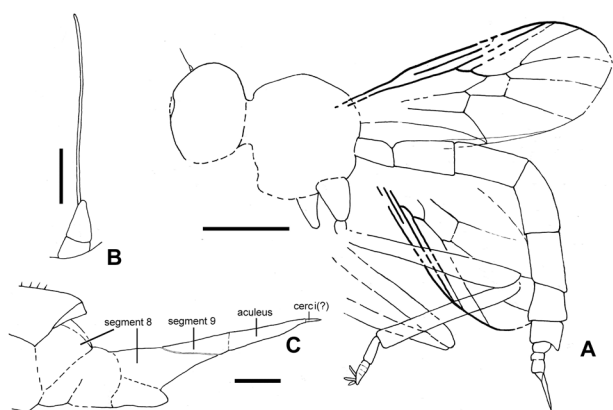 B
segment 8
segment 9
aculeus
cerci(?)
C
A